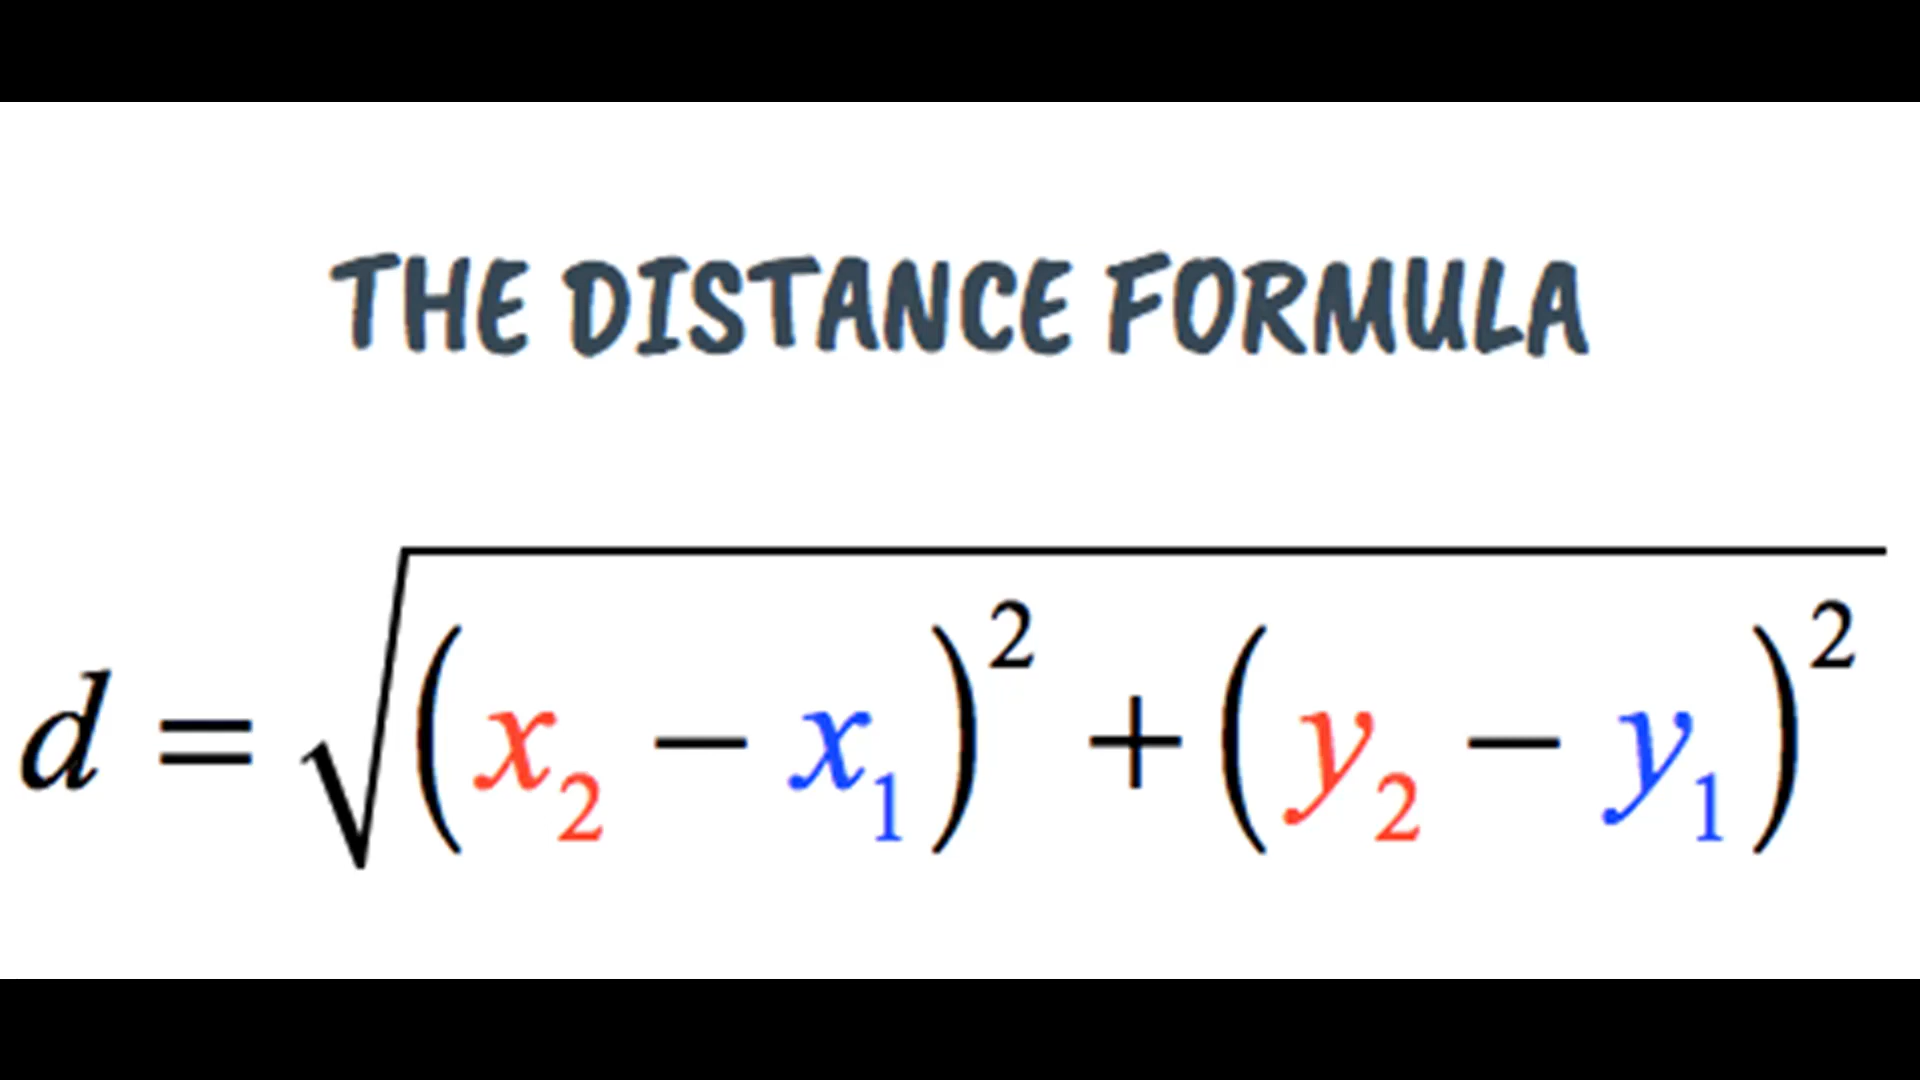 THE DISTANCE FORMULA
d = √(x₂ − x₁)² + (y₂ − y₁)²